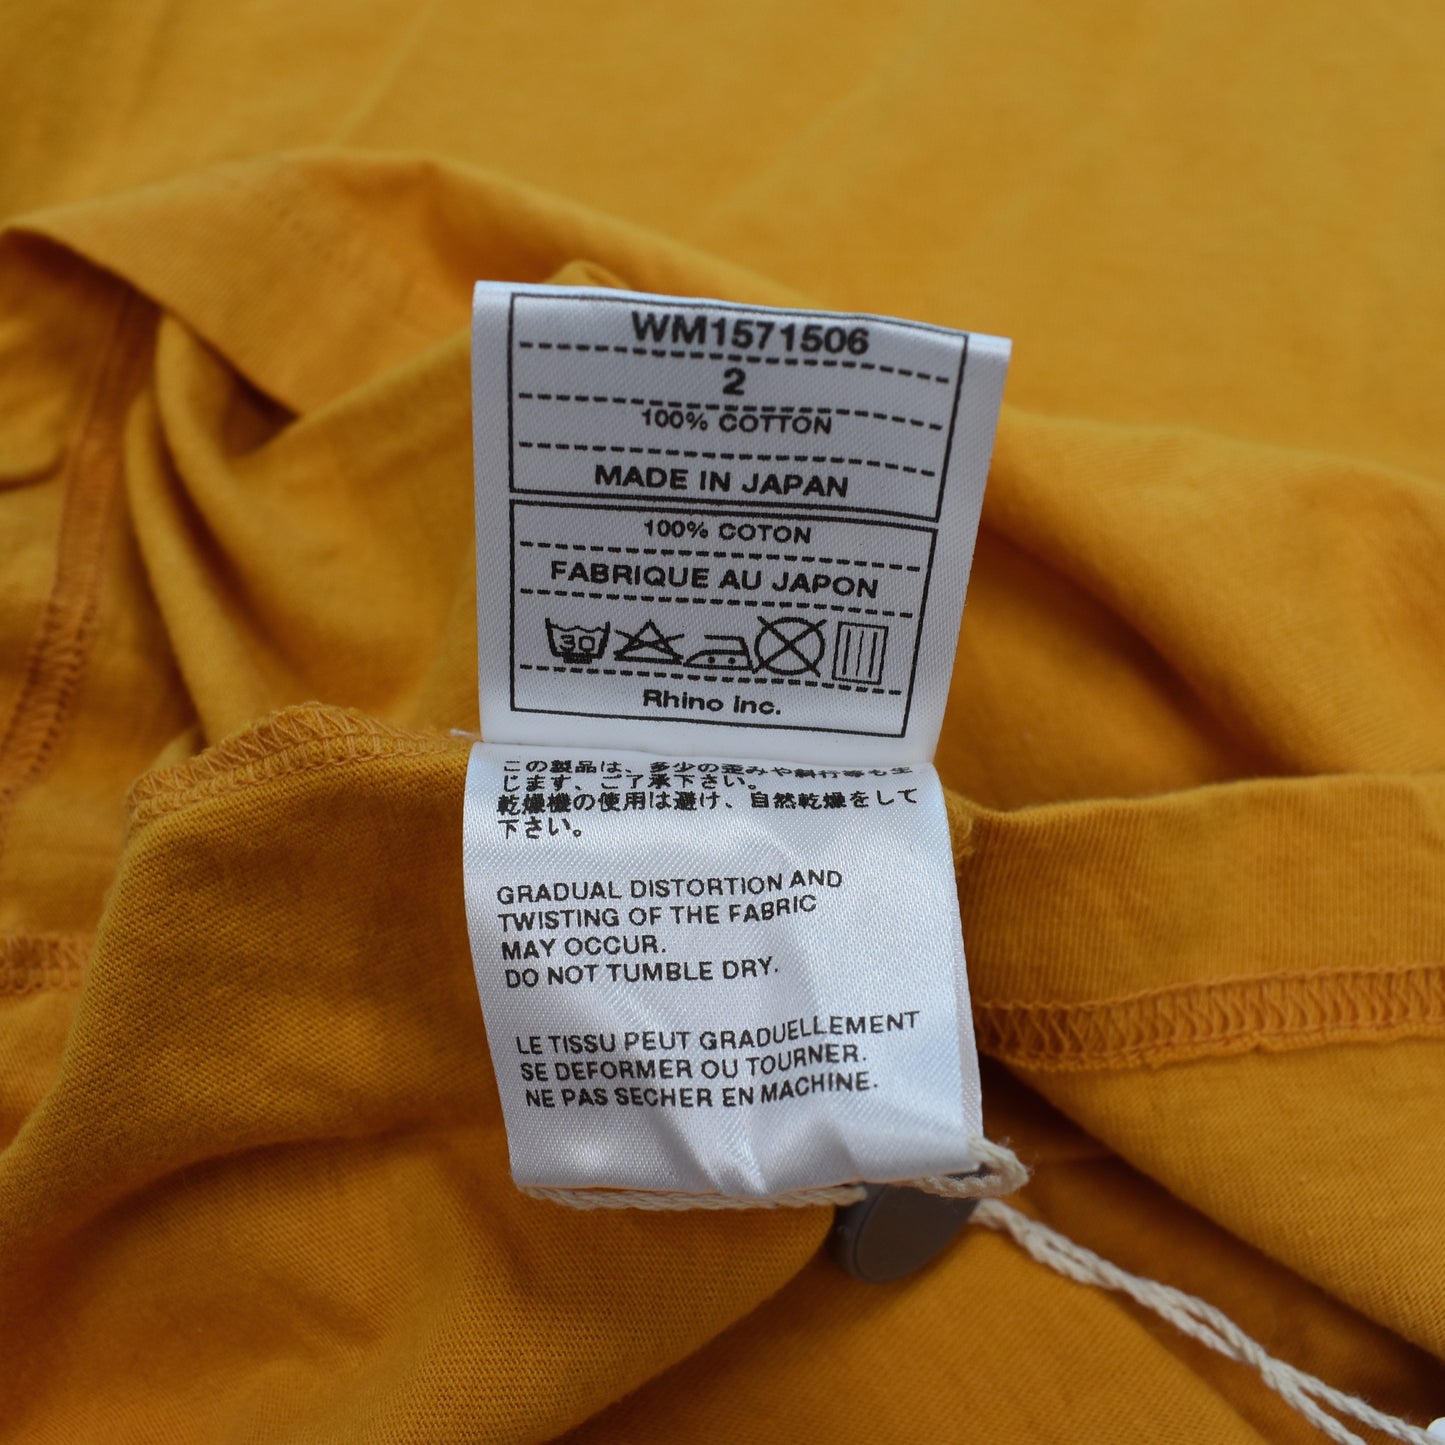 WM1571506
2
100% COTTON
MADE IN JAPAN
100% COTON
FABRIQUE AU JAPON
30
Rhino inc.
この製品は、多少の歪みや斜行等も生
じます、ご了承下さい。
乾燥機の使用は避け、自然乾燥をして
下さい。
GRADUAL DISTORTION AND
TWISTING OF THE FABRIC
MAY OCCUR.
DO NOT TUMBLE DRY.
LE TISSU PEUT GRADUELLEMENT
SE DEFORMER OU TOURNER.
NE PAS SECHER EN MACHINE.